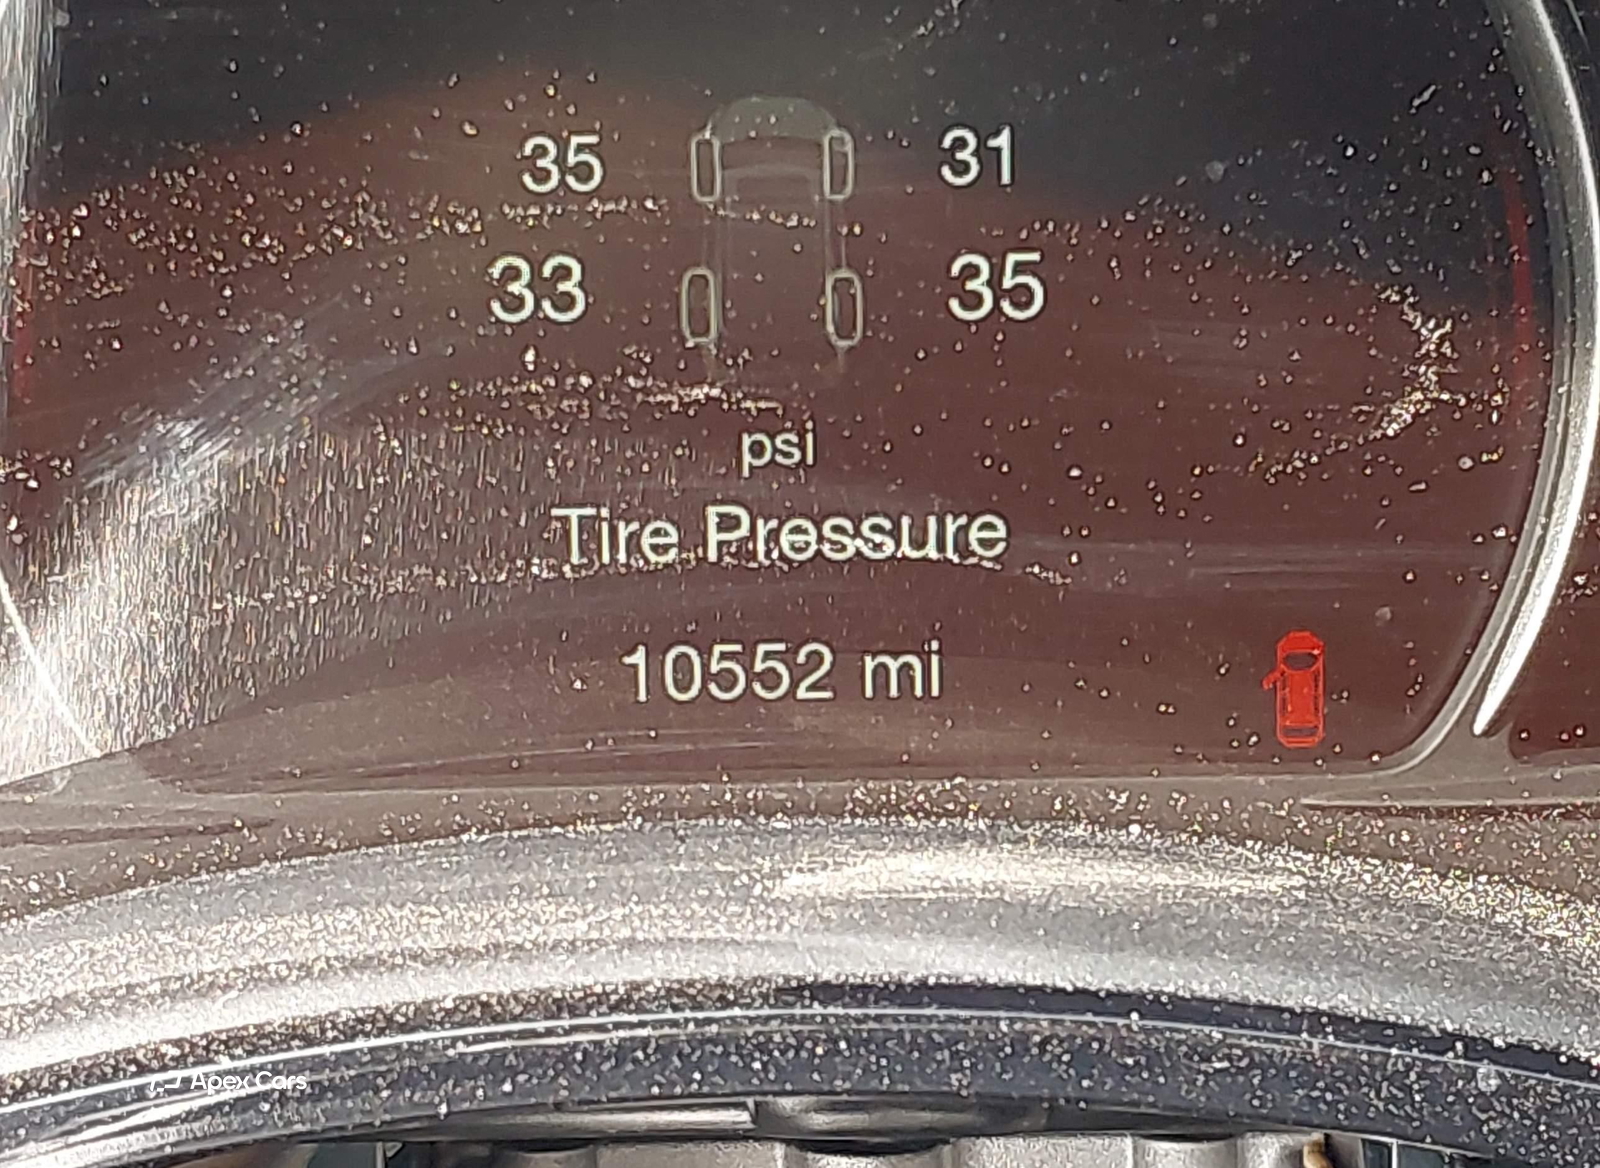 35 31
33 35
psi
Tire Pressure
10552 mi
Apex Cars